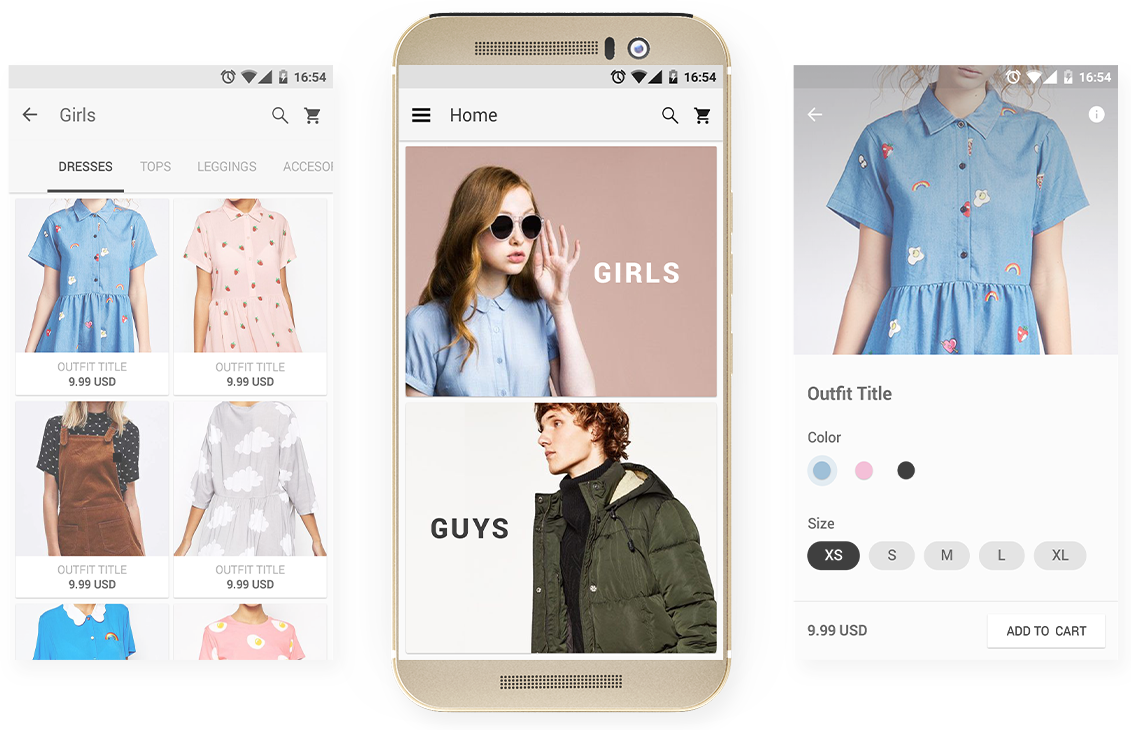 16:54
Girls
DRESSES TOPS LEGGINGS ACCESOR
OUTFIT TITLE OUTFIT TITLE
9.99 USD 9.99 USD
OUTFIT TITLE OUTFIT TITLE
9.99 USD 9.99 USD
16:54
Home
GIRLS
GUYS
16:54
Outfit Title
Color
Size
XS S M L XL
9.99 USD ADD TO CART